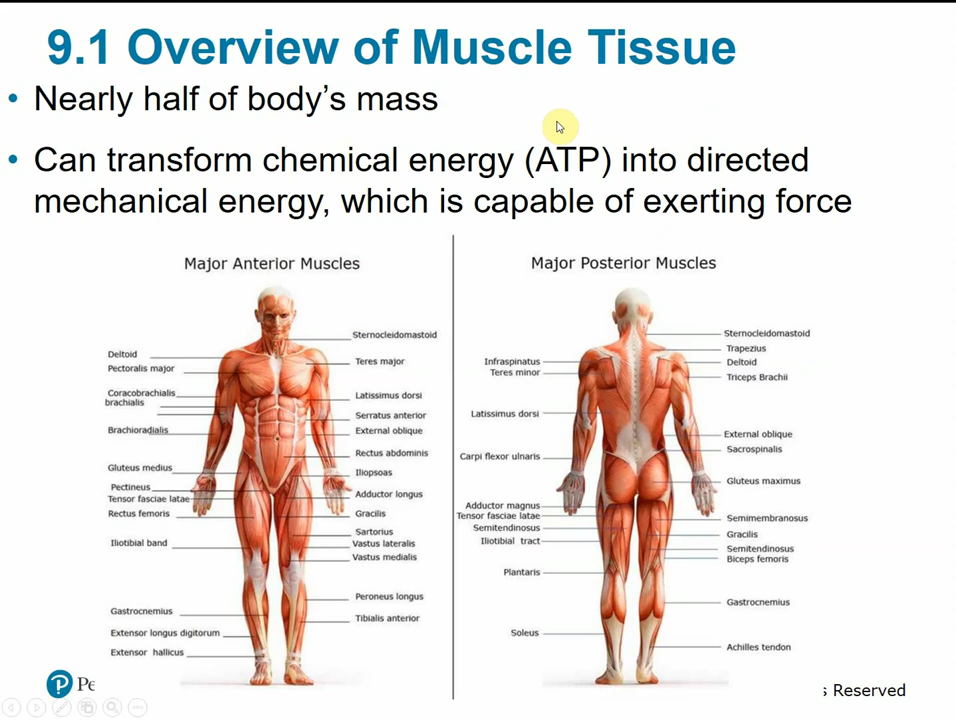 9.1 Overview of Muscle Tissue
• Nearly half of body’s mass
• Can transform chemical energy (ATP) into directed
mechanical energy, which is capable of exerting force
Major Anterior Muscles
Deltoid
Pectoralis major
Coracobrachialis
brachialis
Brachioradialis
Gluteus medius
Pectineus
Tensor fasciae latae
Rectus femoris
Iliotibial band
Gastrocnemius
Extensor longus digitorum
Extensor hallicus
Sternocleidomastoid
Teres major
Latissimus dorsi
Serratus anterior
External oblique
Rectus abdominis
Iliopsoas
Adductor longus
Gracilis
Sartorius
Vastus lateralis
Vastus medialis
Peroneus longus
Tibialis anterior
Major Posterior Muscles
Infraspinatus
Teres minor
Latissimus dorsi
Carpi flexor ulnaris
Adductor magnus
Tensor fasciae latae
Semitendinosus
Iliotibial tract
Plantaris
Soleus
Sternocleidomastoid
Trapezius
Deltoid
Triceps Brachii
External oblique
Sacrospinalis
Gluteus maximus
Semimembranosus
Gracilis
Semitendinosus
Biceps femoris
Gastrocnemius
Achilles tendon
P Pe
s Reserved